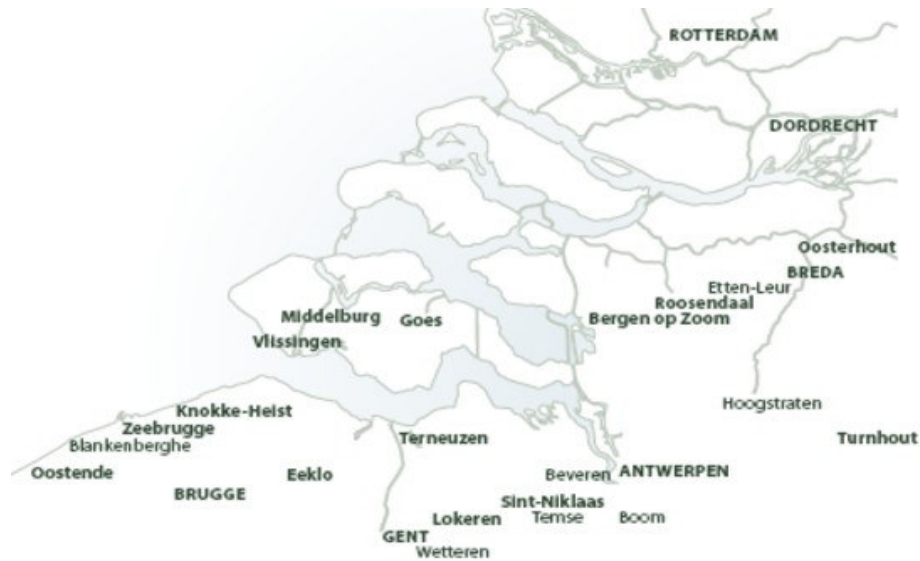 ROTTERDAM
DORDRECHT
Oosterhout
BREDA
Etten-Leur
Roosendaal
Middelburg
Goes
Bergen op Zoom
Vlissingen
Hoogstraten
Knokke-Heist
Zeebrugge
Terneuzen
Turnhout
Blankenberghe
Oostende
Eeklo
Beveren
ANTWERPEN
BRUGGE
Sint-Niklaas
Lokeren
Temse
Boom
GENT
Wetteren